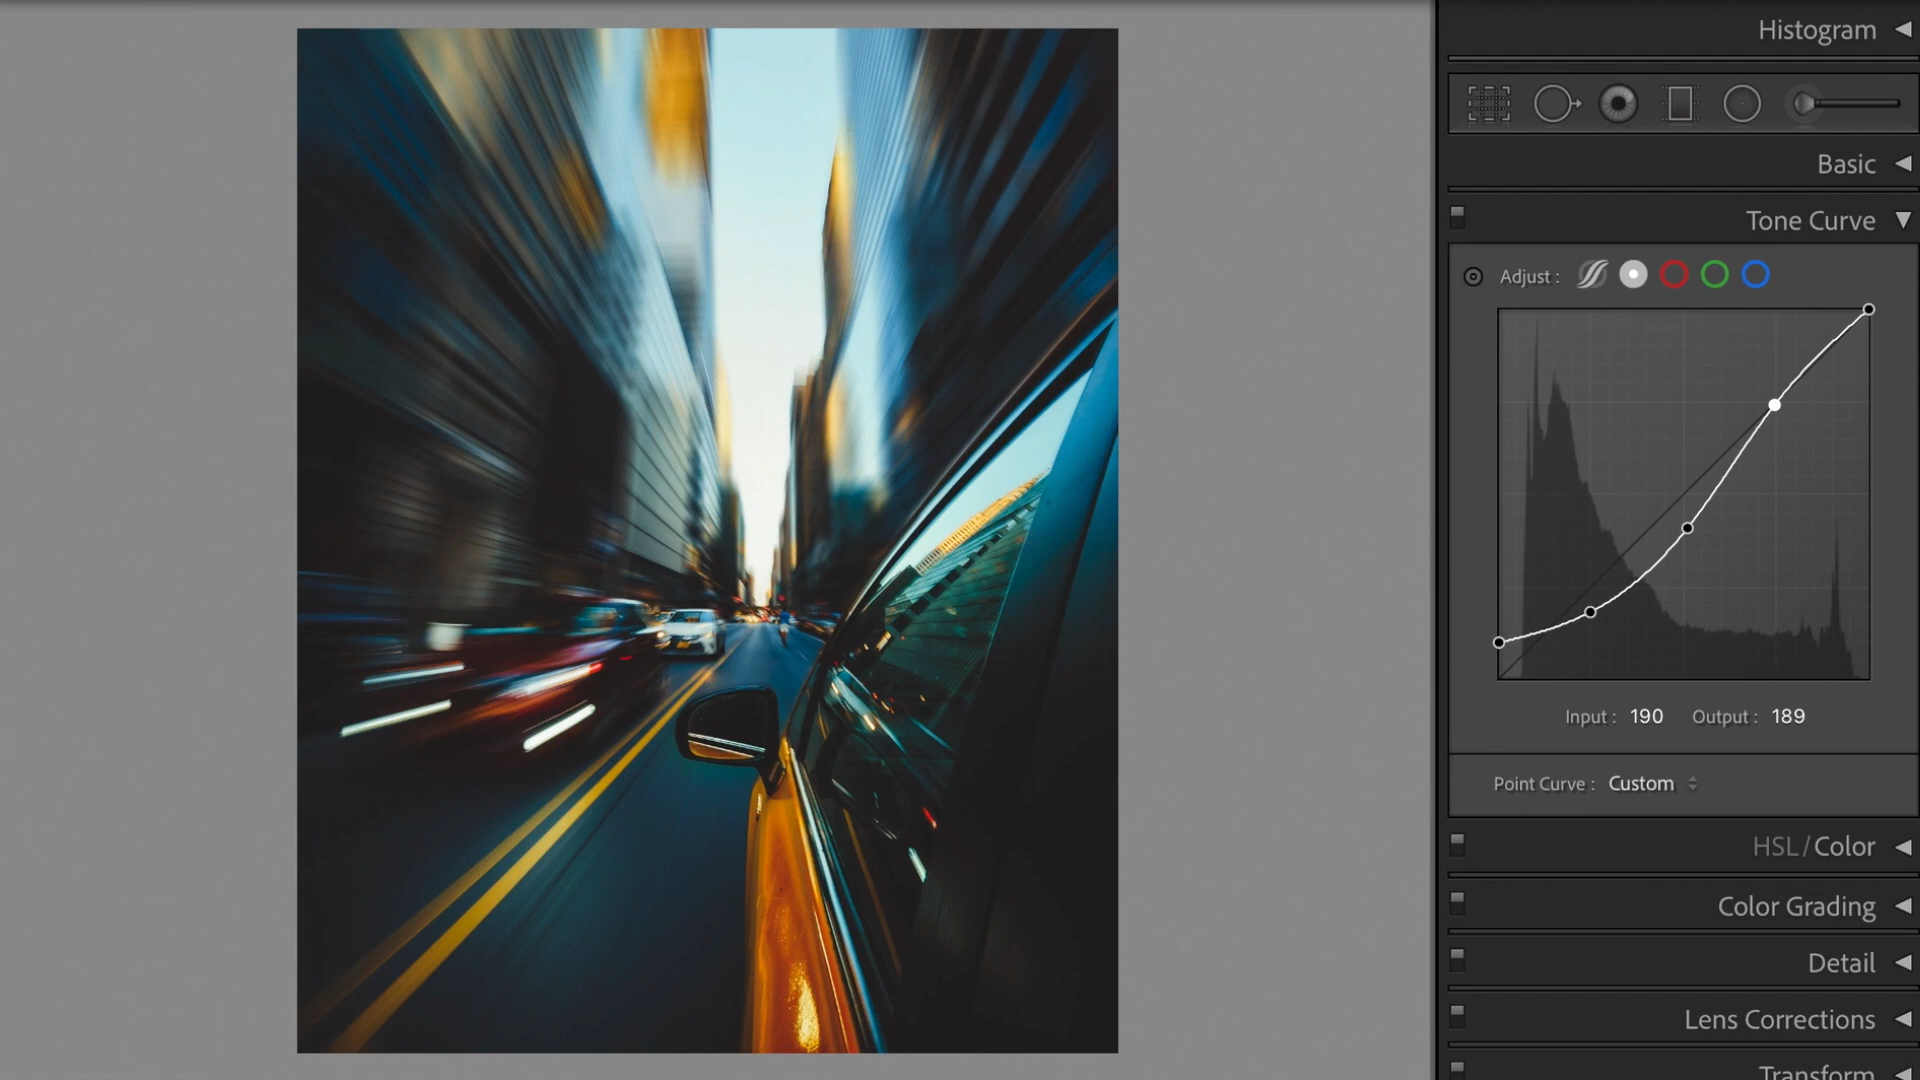 Histogram
Basic
Tone Curve
Adjust :
Input : 190 Output : 189
Point Curve : Custom
HSL / Color
Color Grading
Detail
Lens Corrections
Transform